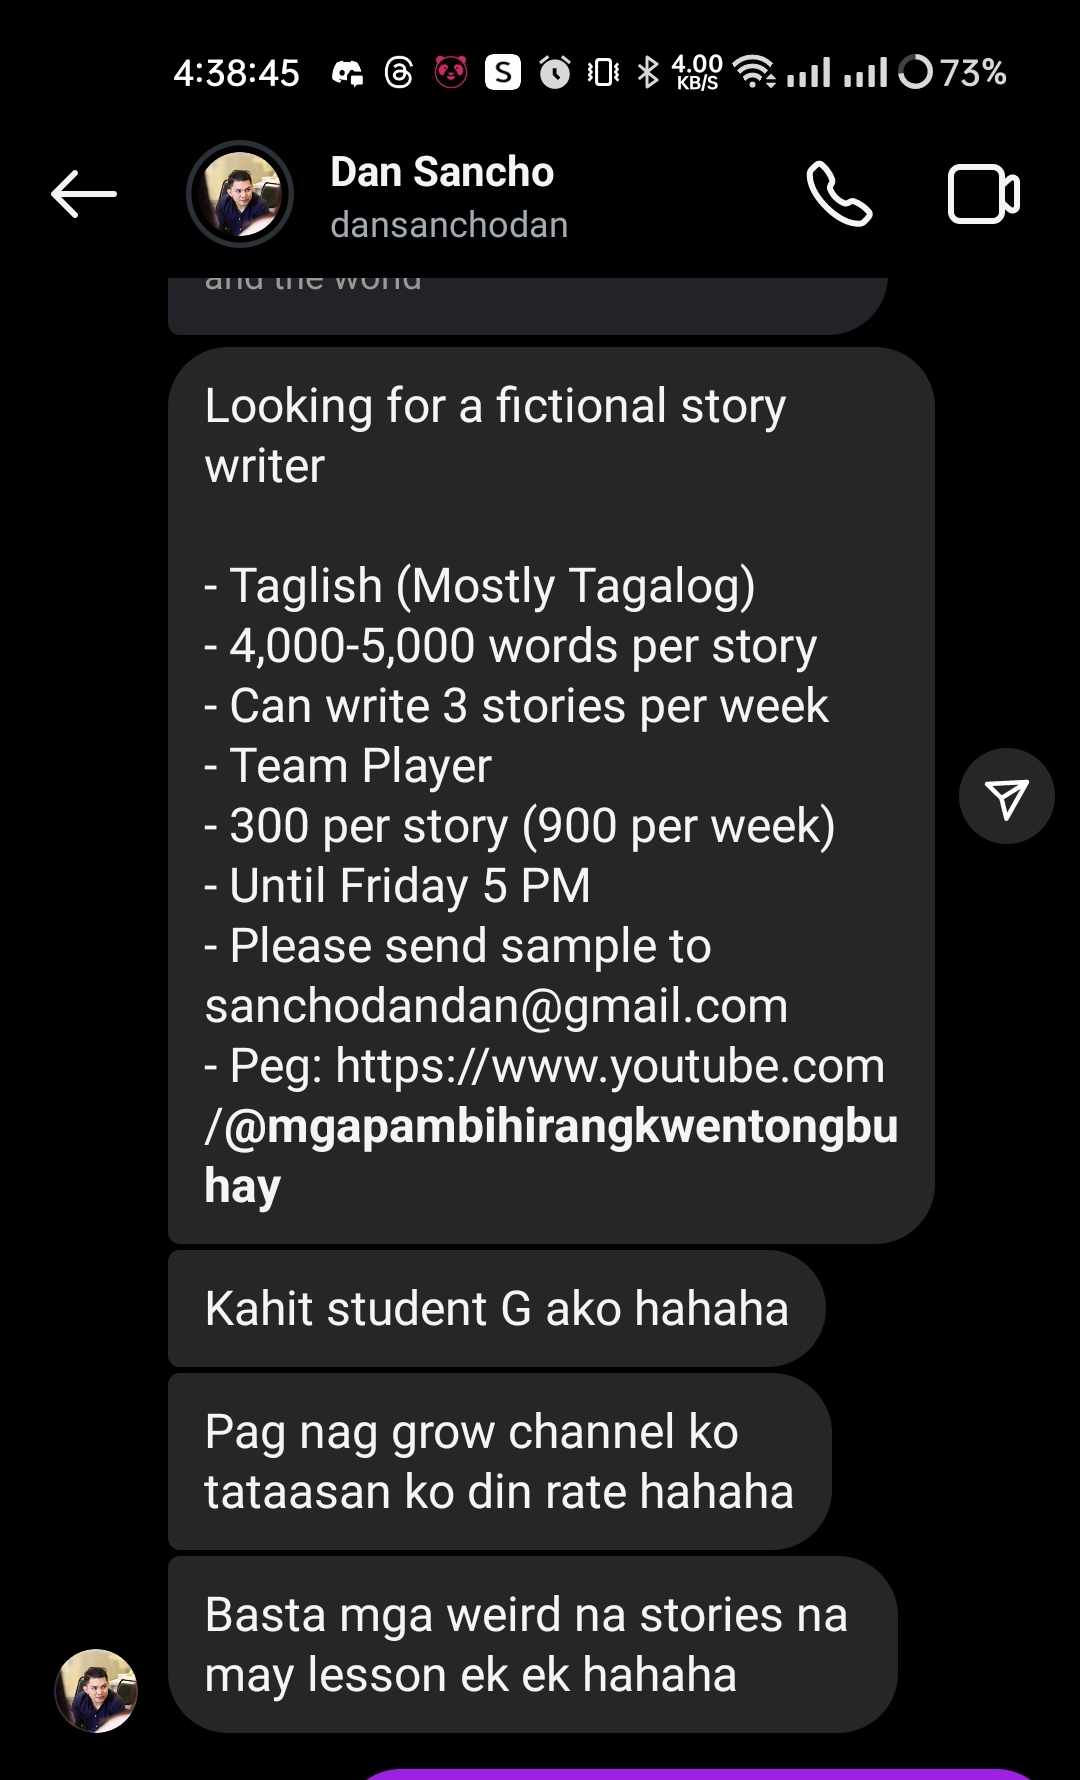 4:38:45
S
4.00
KB/S
73%
Dan Sancho
dansanchodan
and the world
Looking for a fictional story
writer
- Taglish (Mostly Tagalog)
- 4,000-5,000 words per story
- Can write 3 stories per week
- Team Player
- 300 per story (900 per week)
- Until Friday 5 PM
- Please send sample to
sanchodandan@gmail.com
- Peg: https://www.youtube.com
/@mgapambihirangkwentongbu
hay
Kahit student G ako hahaha
Pag nag grow channel ko
tataasan ko din rate hahaha
Basta mga weird na stories na
may lesson ek ek hahaha